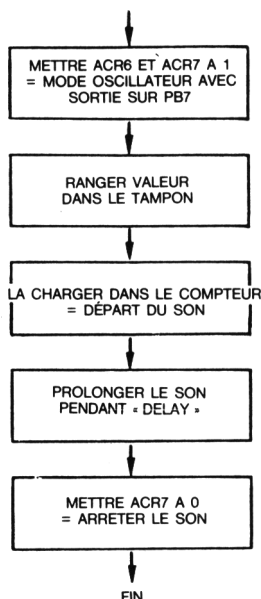 METTRE ACR6 ET ACR7 A 1
= MODE OSCILLATEUR AVEC
SORTIE SUR PB7
RANGER VALEUR
DANS LE TAMPON
LA CHARGER DANS LE COMPTEUR
= DÉPART DU SON
PROLONGER LE SON
PENDANT « DELAY »
METTRE ACR7 A 0
= ARRETER LE SON
FIN